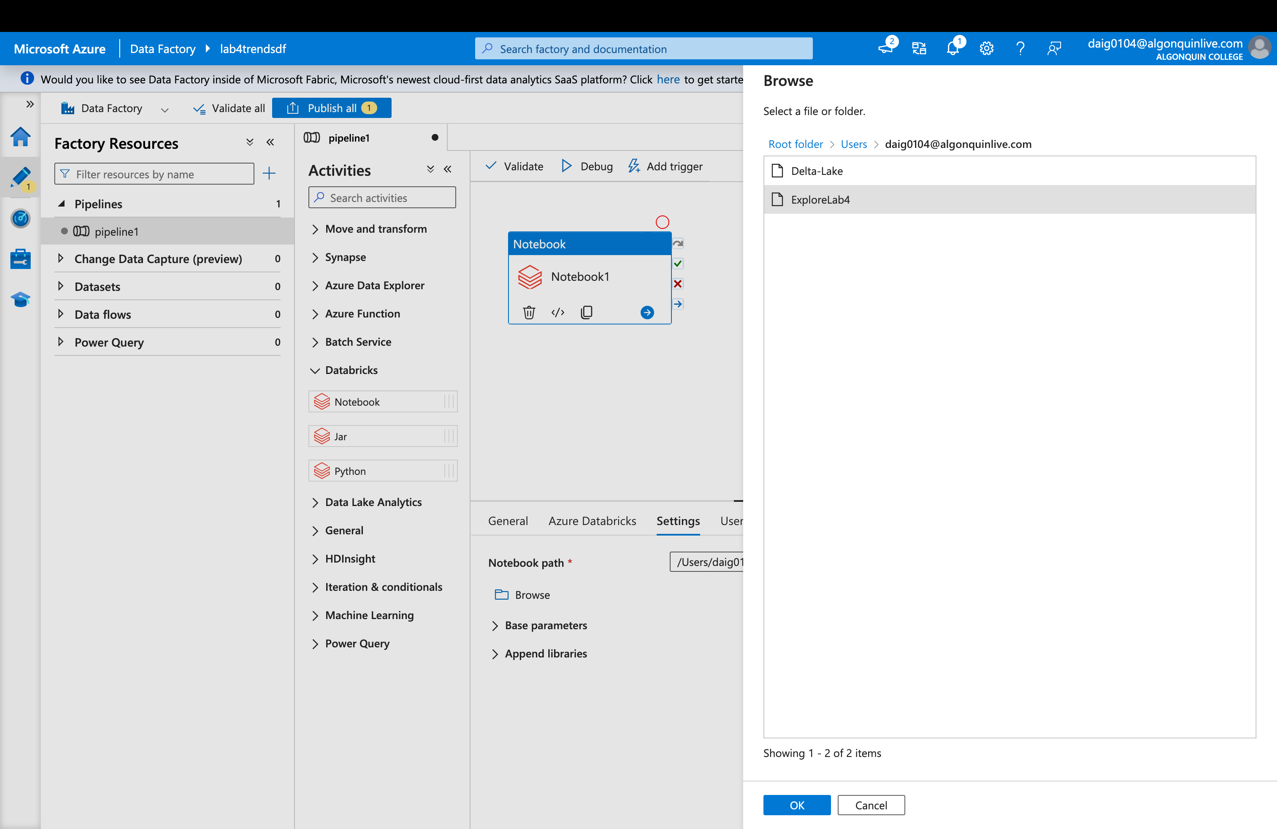 Microsoft Azure
Data Factory
lab4trendsdf
Search factory and documentation
2
1
daig0104@algonquinlive.com
ALGONQUIN COLLEGE
Would you like to see Data Factory inside of Microsoft Fabric, Microsoft's newest cloud-first data analytics SaaS platform? Click here to get starte
Data Factory
Validate all
Publish all 1
1
Factory Resources
Filter resources by name
Pipelines 1
pipeline1
Change Data Capture (preview) 0
Datasets 0
Data flows 0
Power Query 0
pipeline1
Activities
Search activities
Move and transform
Synapse
Azure Data Explorer
Azure Function
Batch Service
Databricks
Notebook
Jar
Python
Data Lake Analytics
General
HDInsight
Iteration & conditionals
Machine Learning
Power Query
Validate
Debug
Add trigger
Notebook
Notebook1
General
Azure Databricks
Settings
User
Notebook path *
/Users/daig01
Browse
Base parameters
Append libraries
Browse
Select a file or folder.
Root folder > Users > daig0104@algonquinlive.com
Delta-Lake
ExploreLab4
Showing 1 - 2 of 2 items
OK
Cancel